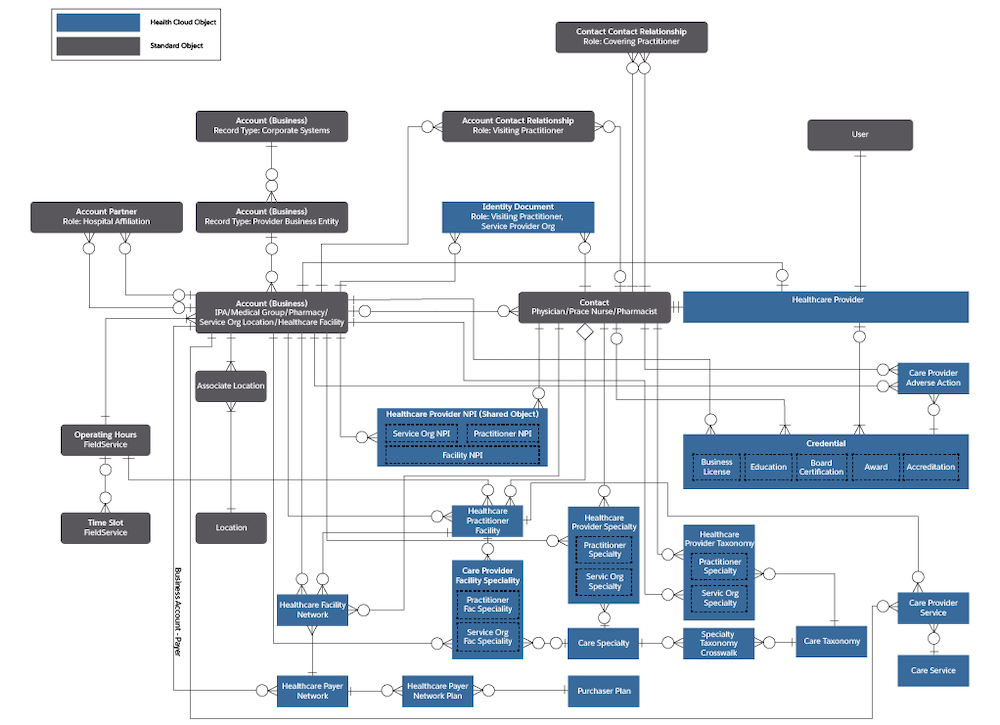 Health Cloud Object
Standard Object
Contact Contact Relationship
Role: Covering Practitioner
Account (Business)
Record Type: Corporate Systems
Account Contact Relationship
Role: Visiting Practitioner
User
Account Partner
Role: Hospital Affiliation
Account (Business)
Record Type: Provider Business Entity
Identity Document
Role: Visiting Practitioner,
Service Provider Org
Account (Business)
IPA/Medical Group/Pharmacy/
Service Org Location/Healthcare Facility
Contact
Physician/Prace Nurse/Pharmacist
Healthcare Provider
Associate Location
Care Provider
Adverse Action
Healthcare Provider NPI (Shared Object)
Service Org NPI
Practitioner NPI
Facility NPI
Operating Hours
FieldService
Credential
Business
License
Education
Board
Certification
Award
Accreditation
Time Slot
FieldService
Location
Healthcare
Practitioner
Facility
Healthcare
Provider Specialty
Practitioner
Specialty
Servic Org
Specialty
Healthcare
Provider Taxonomy
Practitioner
Specialty
Servic Org
Specialty
Care Provider
Facility Speciality
Practitioner
Fac Specialty
Service Org
Fac Specialty
Business Account - Payer
Healthcare Facility
Network
Care Provider
Service
Care Specialty
Specialty
Taxonomy
Crosswalk
Care Taxonomy
Care Service
Healthcare Payer
Network
Healthcare Payer
Network Plan
Purchaser Plan